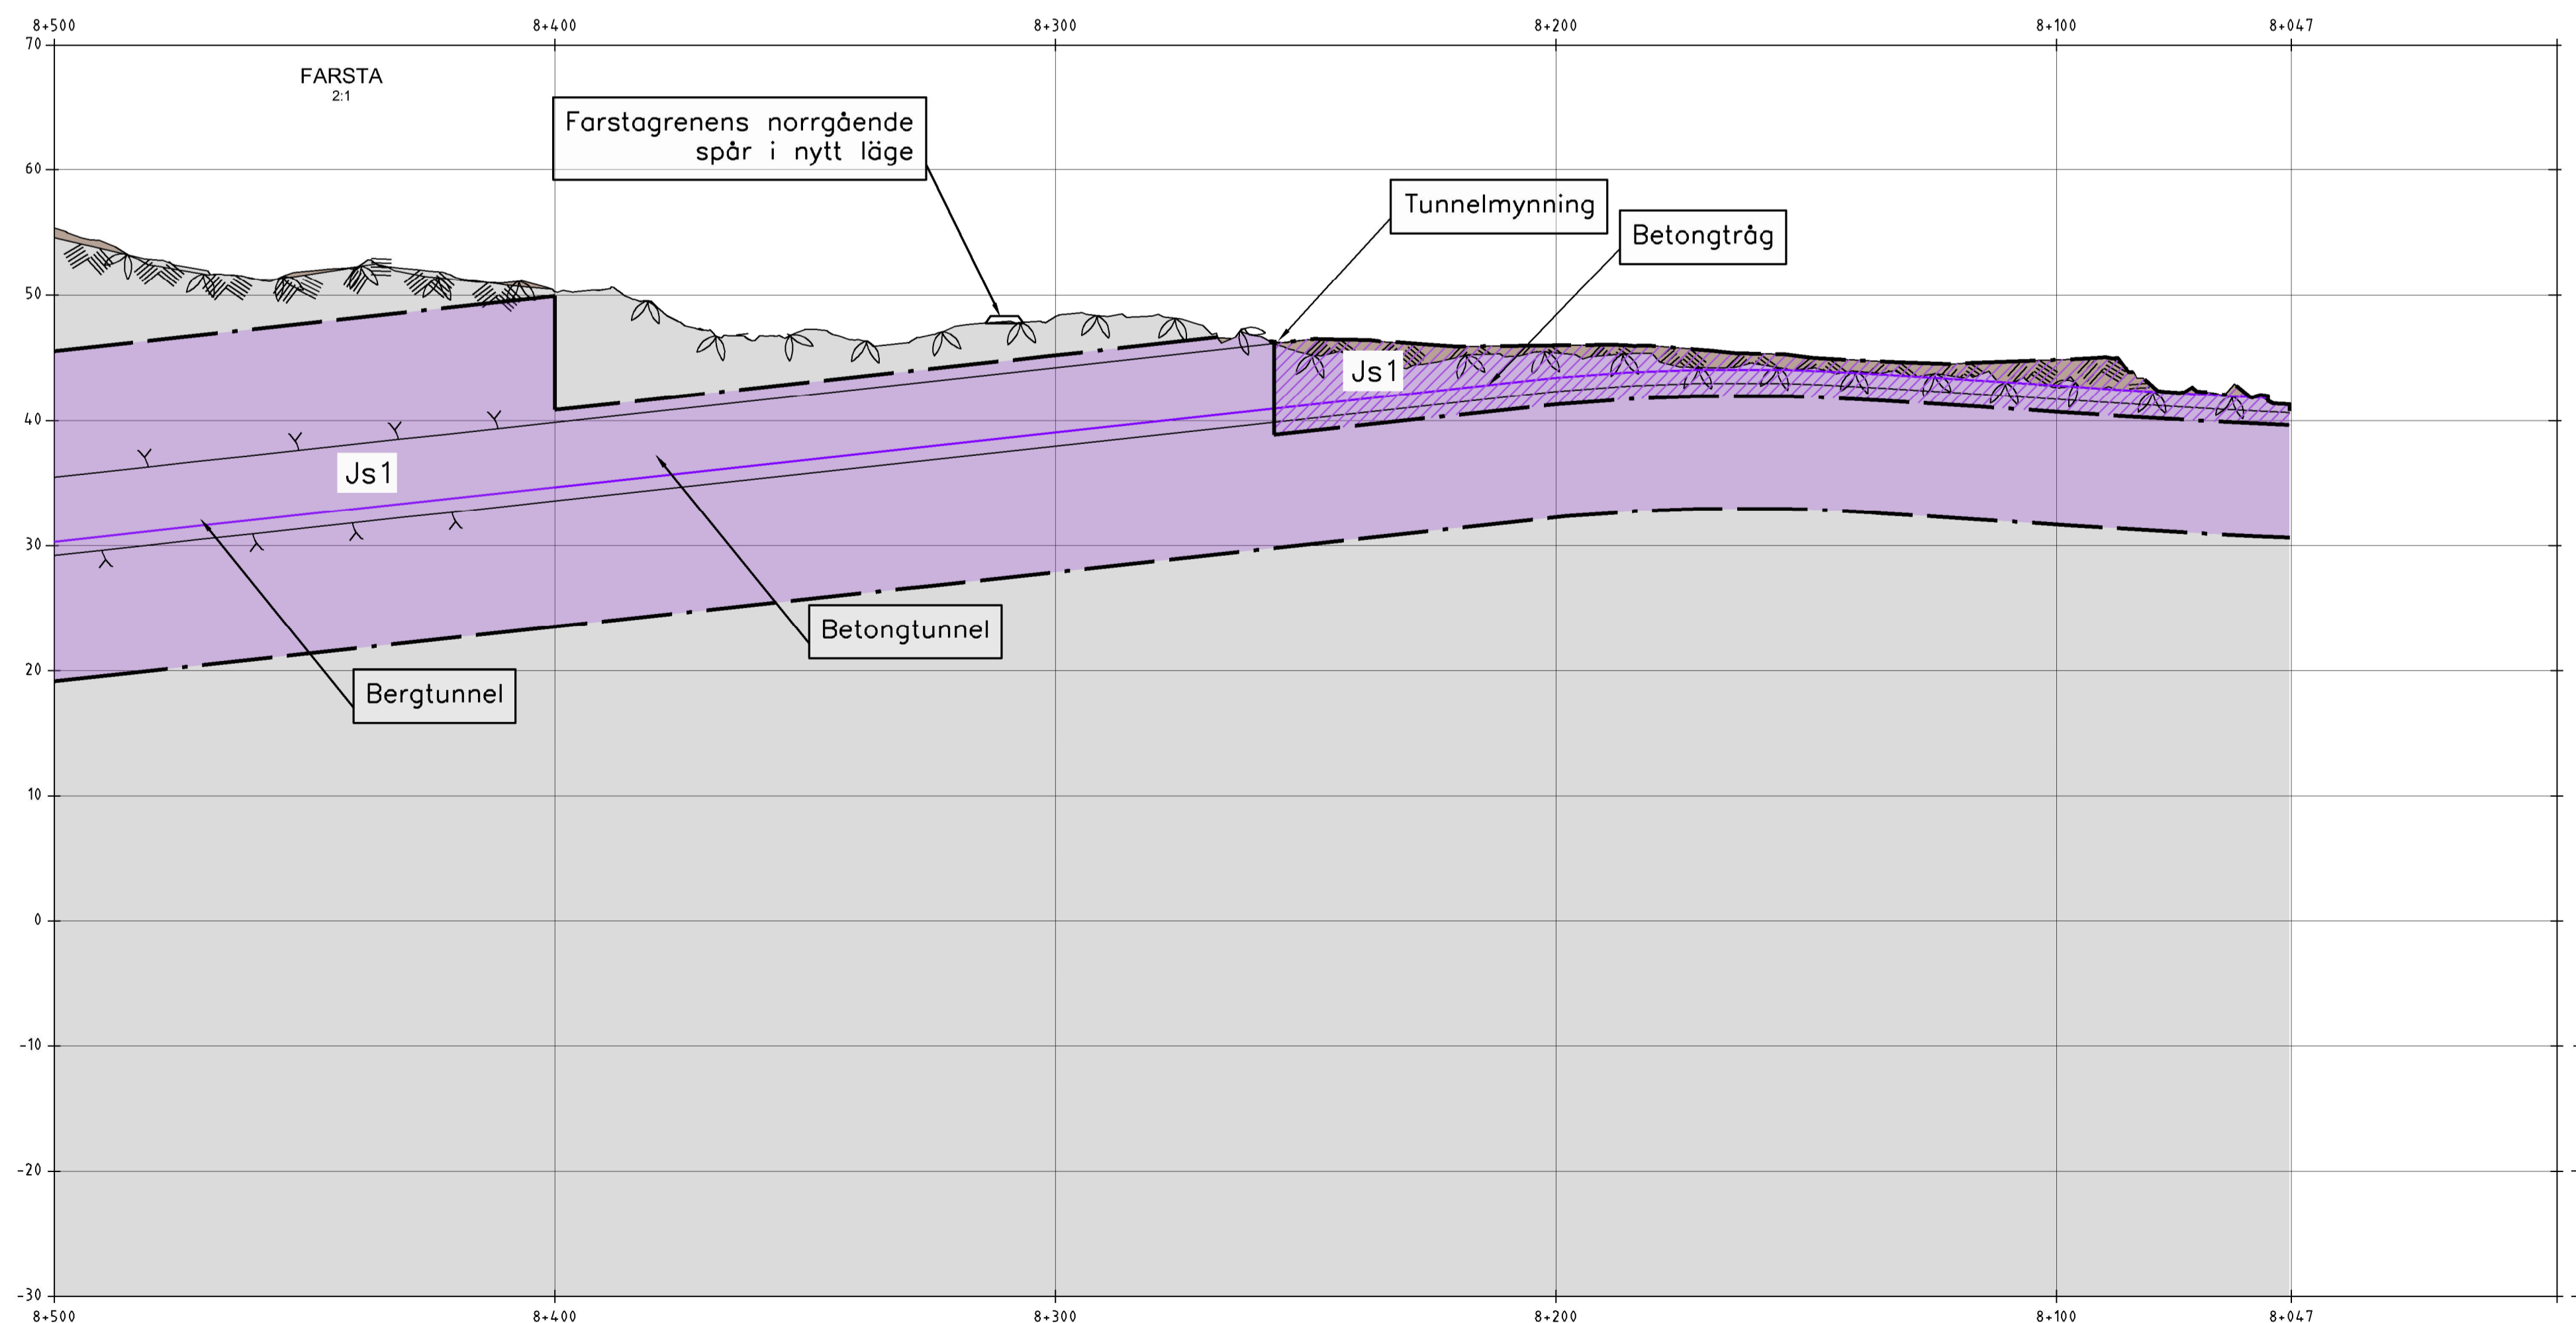 8+500 8+400 8+300 8+200 8+100 8+047
70
FARSTA
2:1
Farstagrenens norrgående
spår i nytt läge
60
Tunnelmynning
Betongtråg
50
Js1
40
Js1
30
Betongtunnel
20
Bergtunnel
10
0
-10
-20
-30
8+500 8+400 8+300 8+200 8+100 8+047